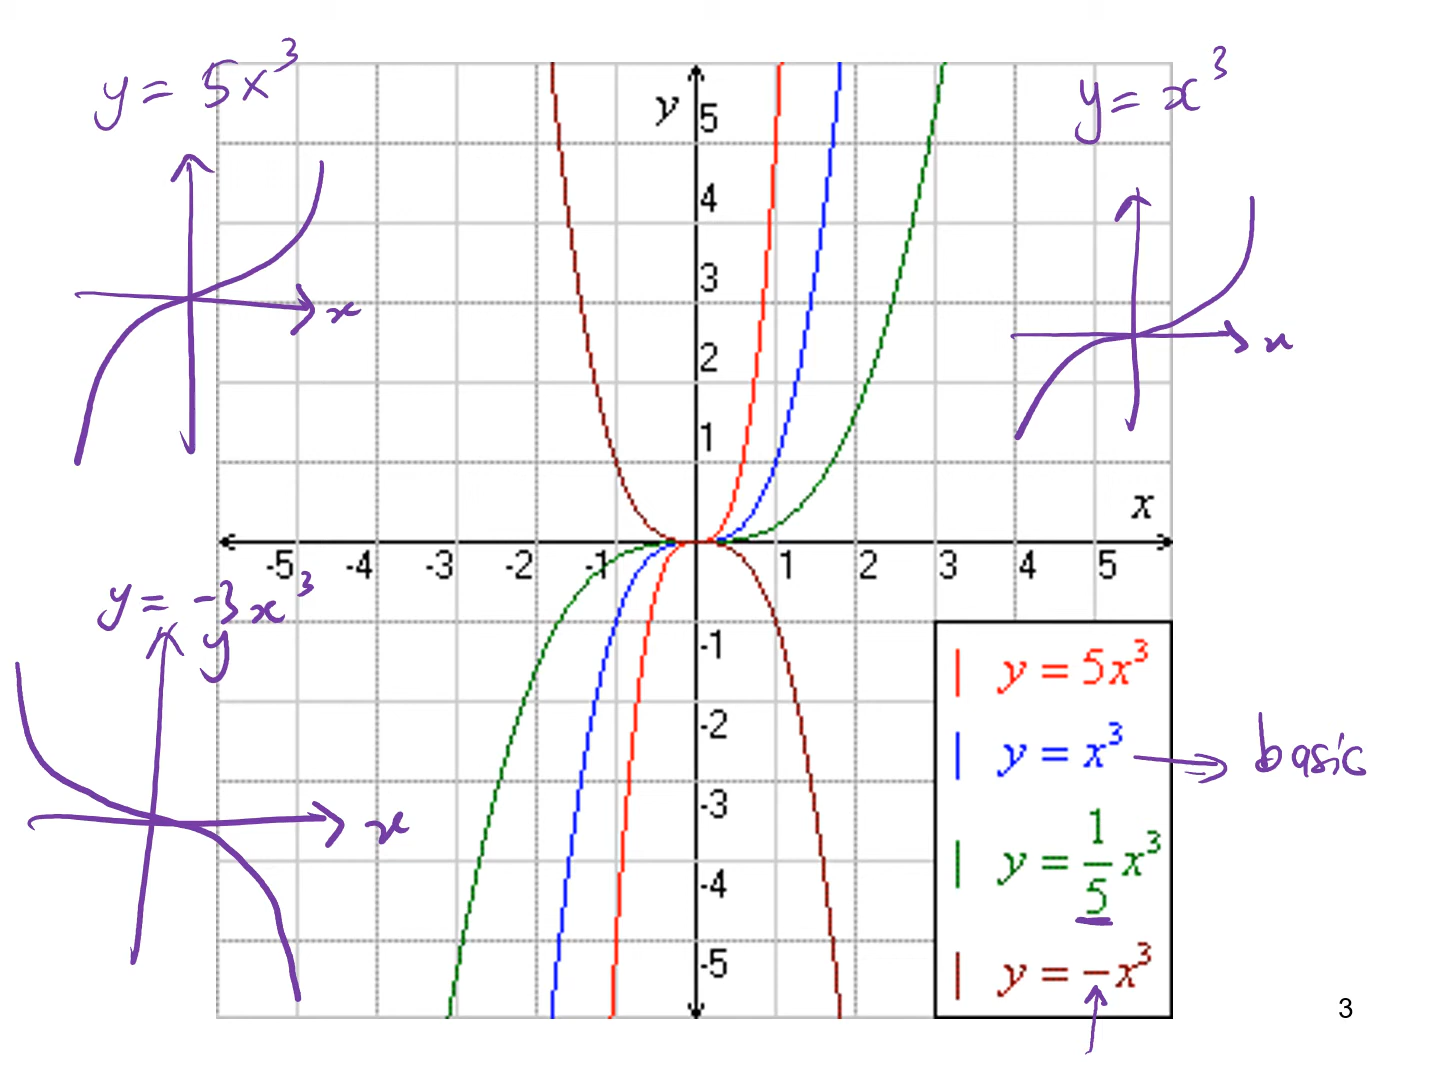 y = 5x³
y = x³
y
5
4
3
2
1
x
x
x
-5 -4 -3 -2 -1 1 2 3 4 5
y = -3x³
y
x
-1
-2
-3
-4
-5
| y = 5x³
| y = x³ → basic
| y = 1/5 x³
| y = -x³
3